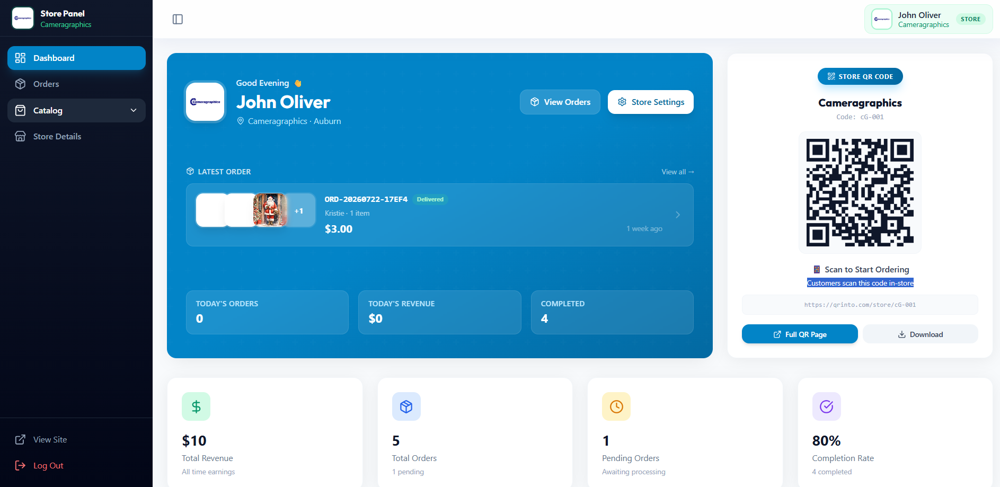 Store Panel
Cameragraphics
Dashboard
Orders
Catalog
Store Details
View Site
Log Out
John Oliver
Cameragraphics
STORE
Cameragraphics
Good Evening 👋
John Oliver
Cameragraphics · Auburn
View Orders
Store Settings
LATEST ORDER
View all →
+1
ORD-20260722-17EF4 Delivered
Kristie · 1 item
$3.00
1 week ago
TODAY'S ORDERS
0
TODAY'S REVENUE
$0
COMPLETED
4
STORE QR CODE
Cameragraphics
Code: cG-001
Scan to Start Ordering
Customers scan this code in-store
https://qrinto.com/store/cG-001
Full QR Page
Download
$10
Total Revenue
All time earnings
5
Total Orders
1 pending
1
Pending Orders
Awaiting processing
80%
Completion Rate
4 completed